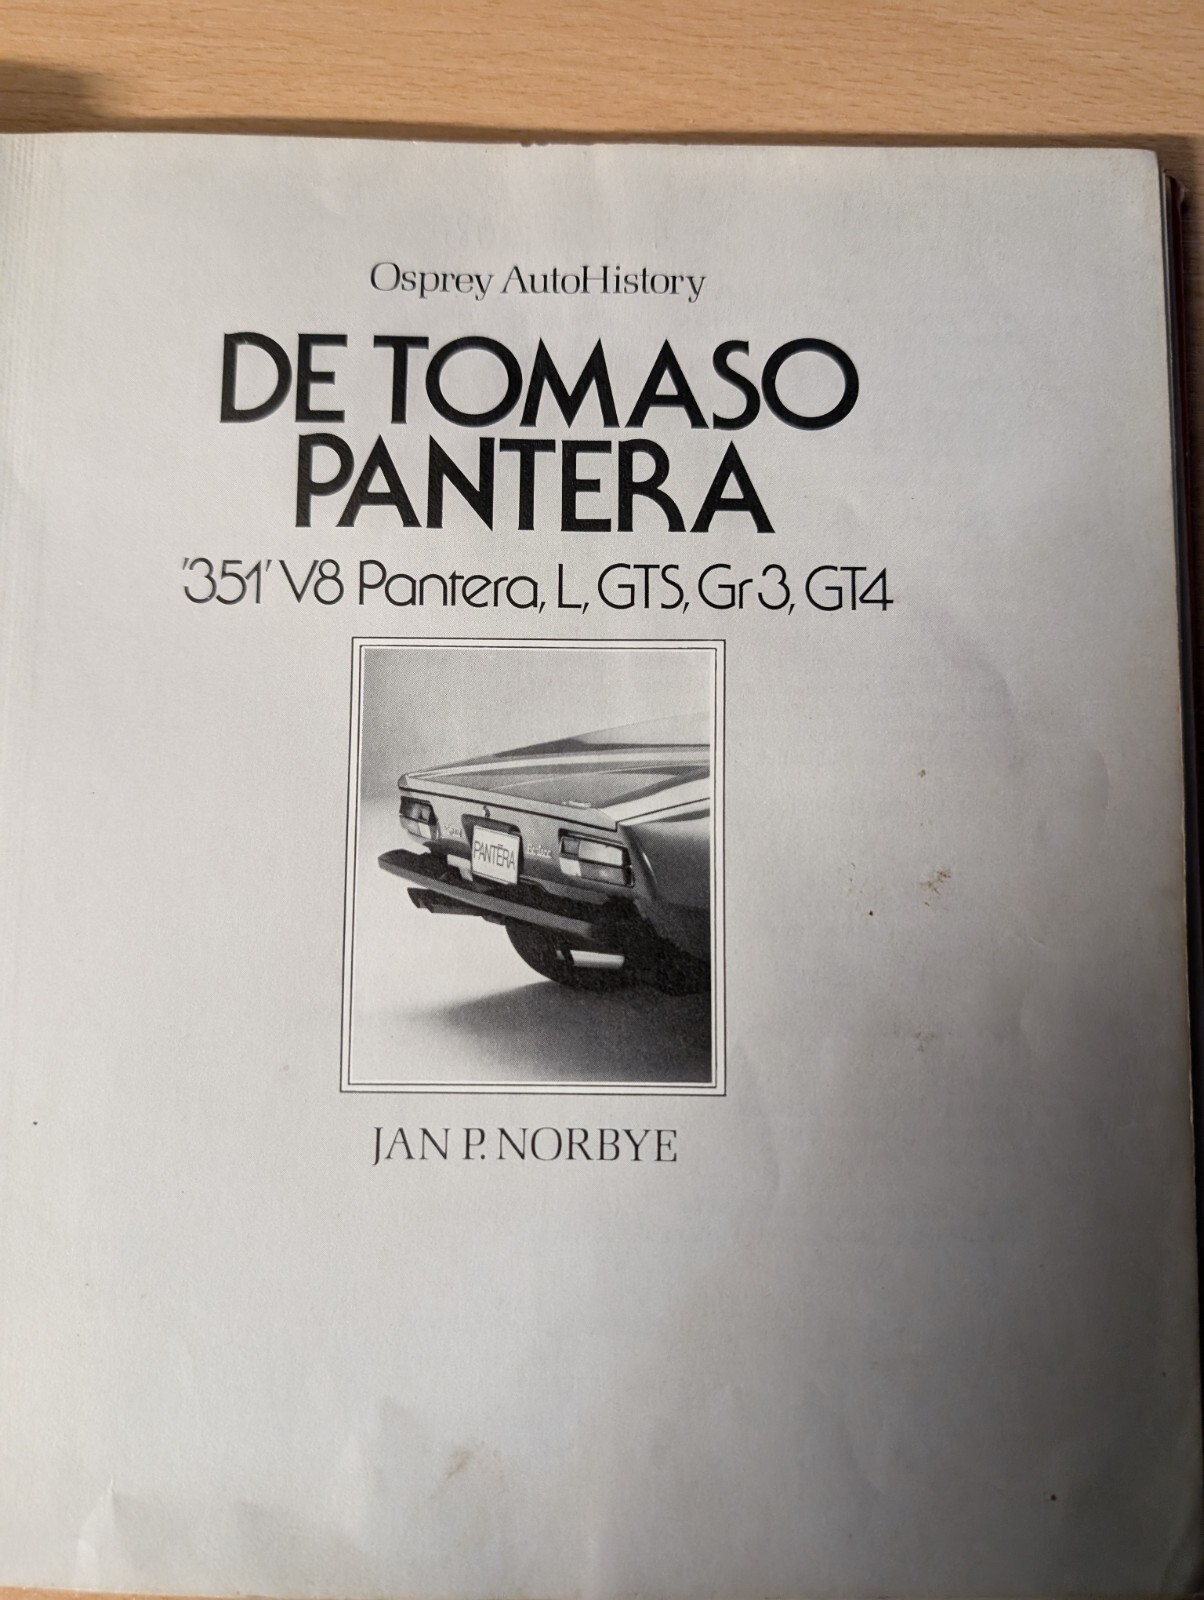 Osprey AutoHistory
DE TOMASO
PANTERA
'351' V8 Pantera, L, GTS, Gr 3, GT4
PANTERA
JAN P. NORBYE